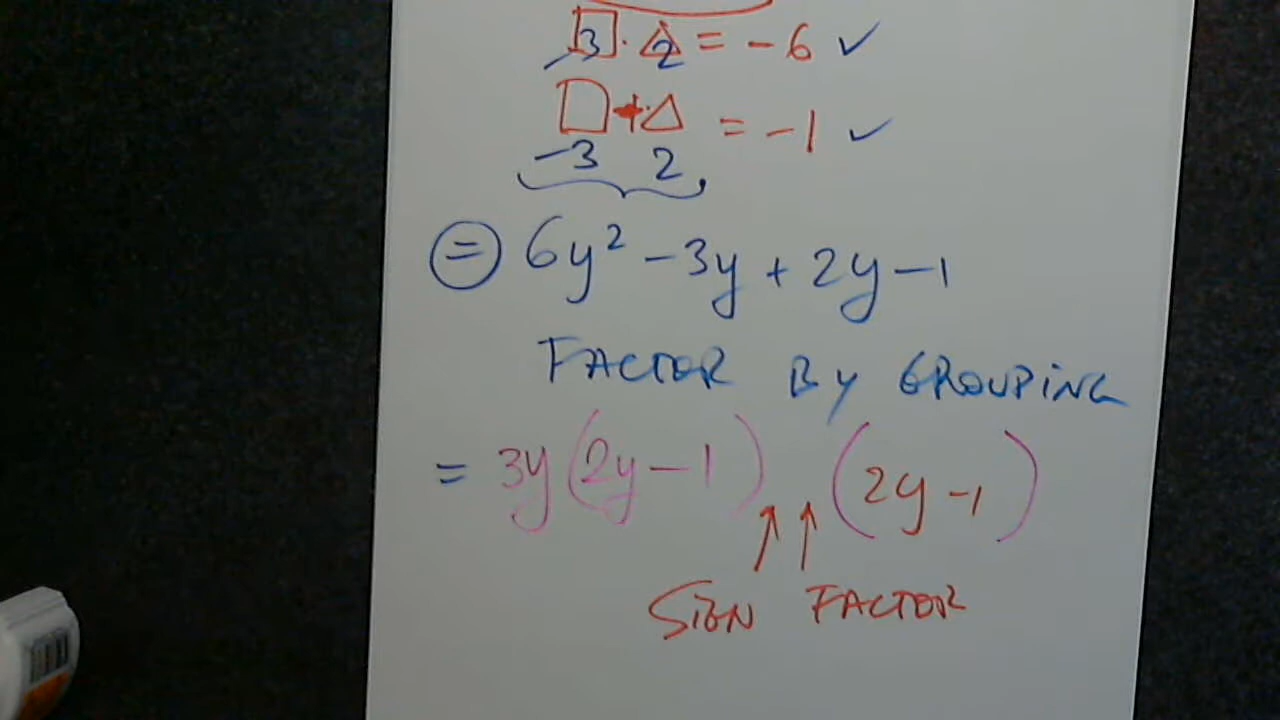 -3 · 2 = -6 ✓
□ + △ = -1 ✓
-3 2
= 6y² - 3y + 2y - 1
FACTOR BY GROUPING
= 3y(2y - 1) (2y - 1)
↑ ↑
SIGN FACTOR